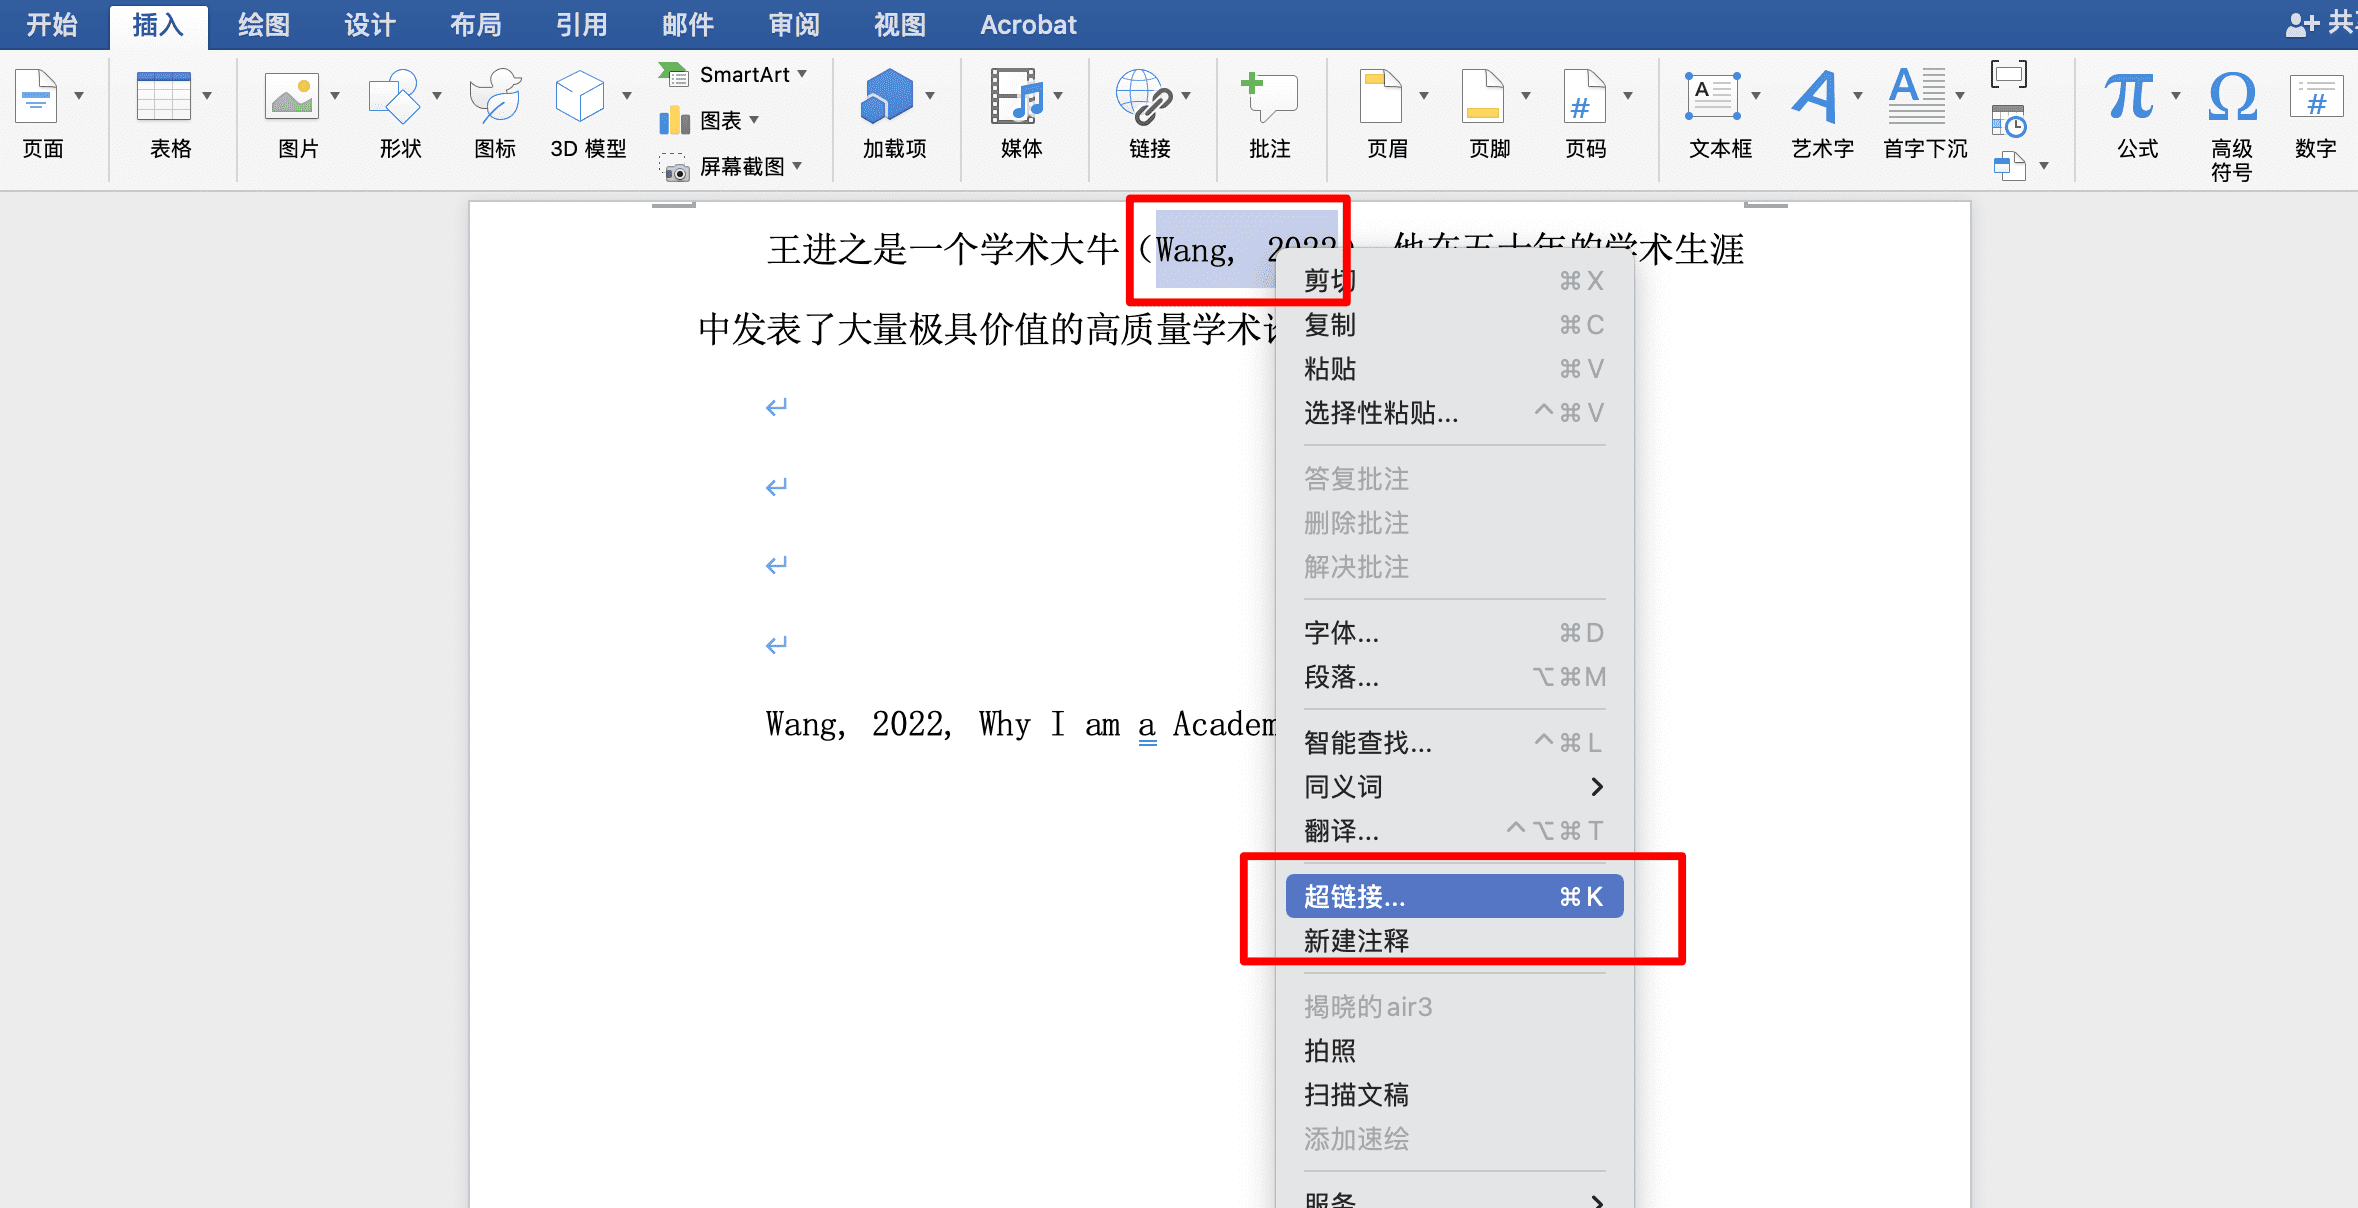 开始 插入 绘图 设计 布局 引用 邮件 审阅 视图 Acrobat
页面 表格 图片 形状 图标 3D 模型 SmartArt 图表 屏幕截图 加载项 媒体 链接 批注 页眉 页脚 页码 文本框 艺术字 首字下沉 公式 高级符号 数字
王进之是一个学术大牛（Wang, 2022）,他在五十年的学术生涯
中发表了大量极具价值的高质量学术
Wang, 2022, Why I am a Academ
剪切 ⌘X
复制 ⌘C
粘贴 ⌘V
选择性粘贴... ^⌘V
答复批注
删除批注
解决批注
字体... ⌘D
段落... ⌥⌘M
智能查找... ^⌘L
同义词
翻译... ^⌥⌘T
超链接... ⌘K
新建注释
揭晓的air3
拍照
扫描文稿
添加速绘
服务